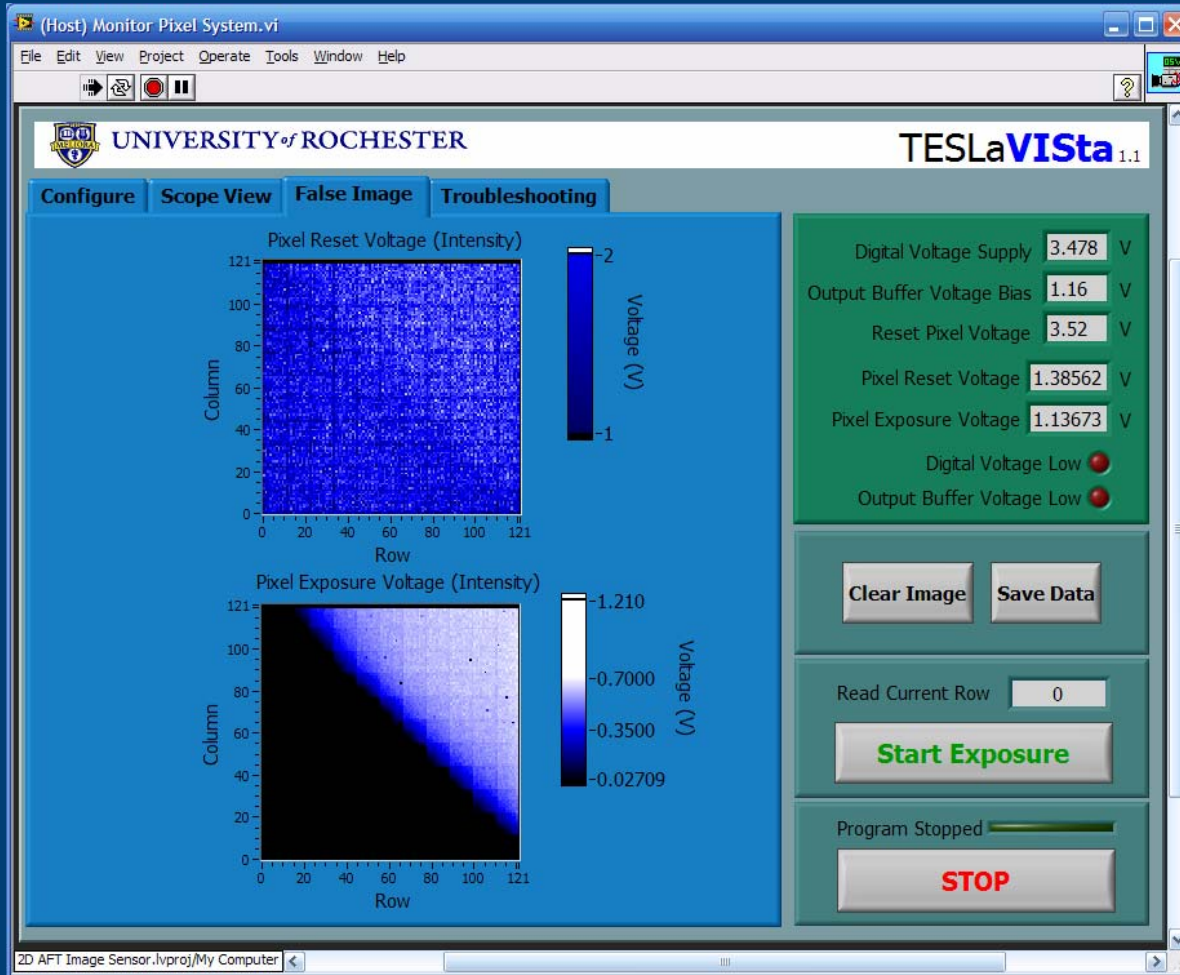 (Host) Monitor Pixel System.vi
File Edit View Project Operate Tools Window Help
UNIVERSITY of ROCHESTER
TESLaVISta 1.1
Configure Scope View False Image Troubleshooting
Pixel Reset Voltage (Intensity)
121
100
80
60
40
20
0
Column
0 20 40 60 80 100 121
Row
2
1
Voltage (V)
Pixel Exposure Voltage (Intensity)
121
100
80
60
40
20
0
Column
0 20 40 60 80 100 121
Row
1.210
0.7000
0.3500
0.02709
Voltage (V)
Digital Voltage Supply 3.478 V
Output Buffer Voltage Bias 1.16 V
Reset Pixel Voltage 3.52 V
Pixel Reset Voltage 1.38562 V
Pixel Exposure Voltage 1.13673 V
Digital Voltage Low
Output Buffer Voltage Low
Clear Image Save Data
Read Current Row 0
Start Exposure
Program Stopped
STOP
2D AFT Image Sensor.lvproj/My Computer